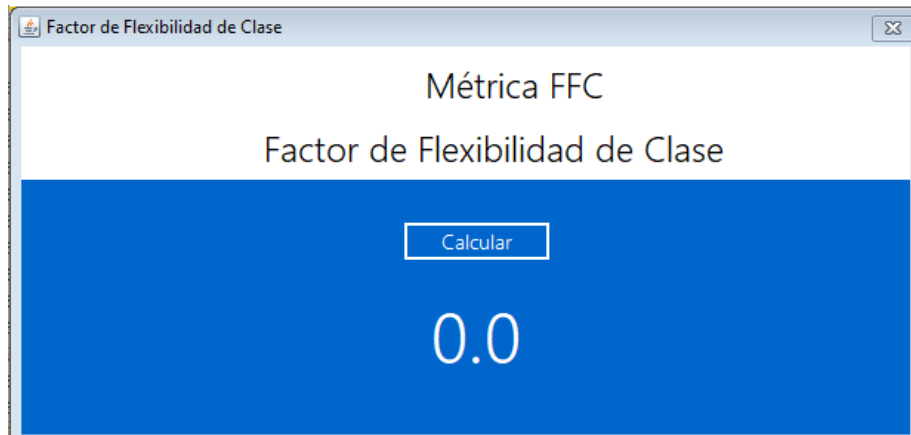 Factor de Flexibilidad de Clase
Métrica FFC
Factor de Flexibilidad de Clase
Calcular
0.0